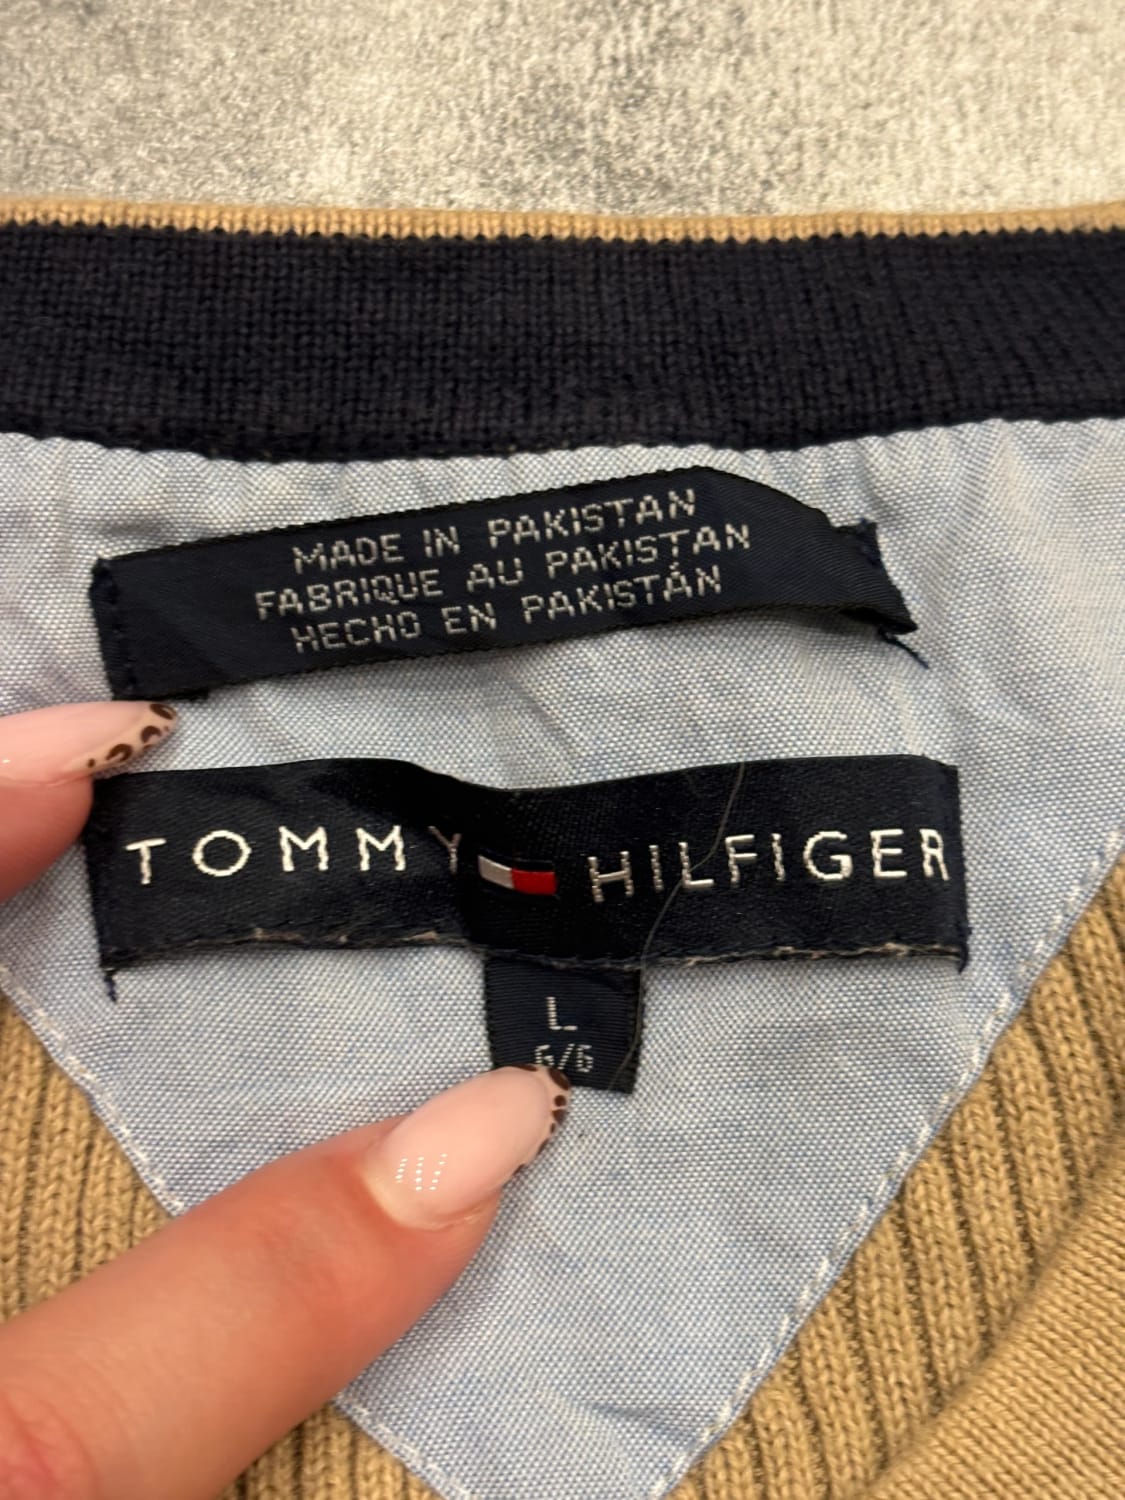 MADE IN PAKISTAN
FABRIQUE AU PAKISTAN
HECHO EN PAKISTÁN
TOMMY HILFIGER
L
G/G